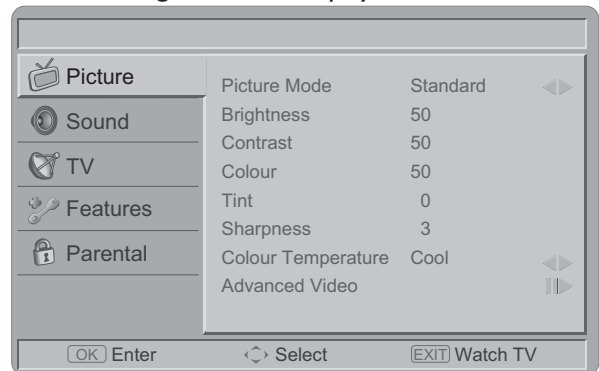 Picture
Sound
TV
Features
Parental
Picture Mode Standard
Brightness 50
Contrast 50
Colour 50
Tint 0
Sharpness 3
Colour Temperature Cool
Advanced Video
OK Enter Select EXIT Watch TV